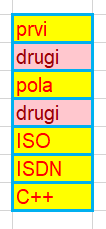 prvi
drugi
pola
drugi
ISO
ISDN
C++